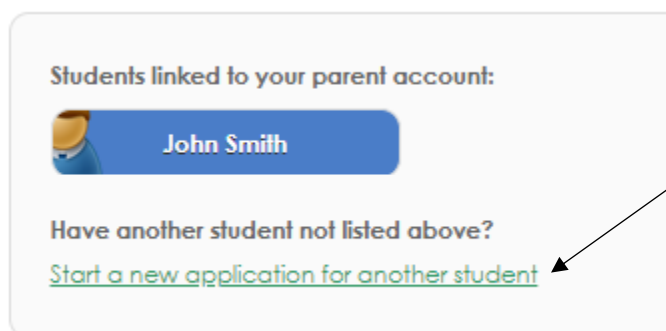 Students linked to your parent account:
John Smith
Have another student not listed above?
Start a new application for another student